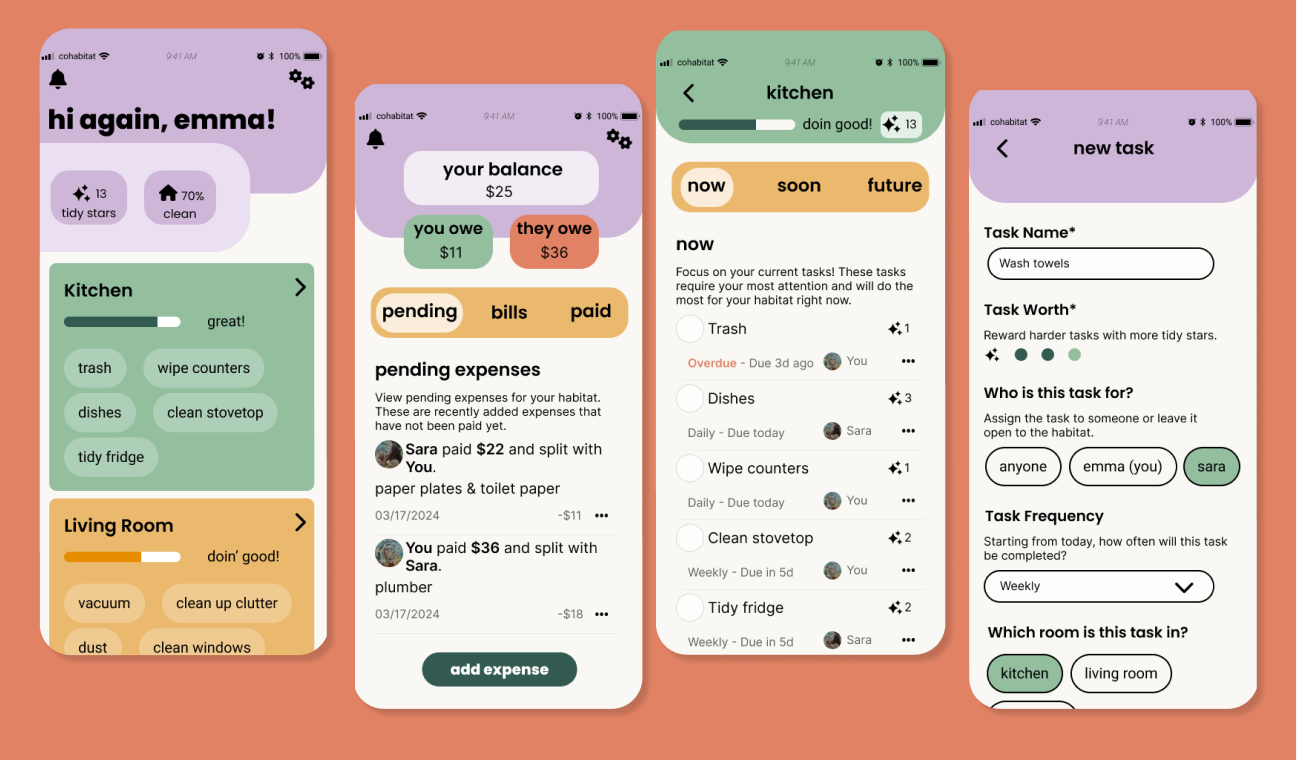 cohabitat 9:41 AM 100%
hi again, emma!
13
tidy stars
70%
clean
Kitchen
great!
trash
wipe counters
dishes
clean stovetop
tidy fridge
Living Room
doin' good!
vacuum
clean up clutter
dust
clean windows
cohabitat 9:41 AM 100%
your balance
$25
you owe
$11
they owe
$36
pending bills paid
pending expenses
View pending expenses for your habitat.
These are recently added expenses that
have not been paid yet.
Sara paid $22 and split with
You.
paper plates & toilet paper
03/17/2024 -$11
You paid $36 and split with
Sara.
plumber
03/17/2024 -$18
add expense
cohabitat 9:41 AM 100%
kitchen
doin good! 13
now soon future
now
Focus on your current tasks! These tasks
require your most attention and will do the
most for your habitat right now.
Trash 1
Overdue - Due 3d ago You
Dishes 3
Daily - Due today Sara
Wipe counters 1
Daily - Due today You
Clean stovetop 2
Weekly - Due in 5d You
Tidy fridge 2
Weekly - Due in 5d Sara
cohabitat 9:41 AM 100%
new task
Task Name*
Wash towels
Task Worth*
Reward harder tasks with more tidy stars.
Who is this task for?
Assign the task to someone or leave it
open to the habitat.
anyone emma (you) sara
Task Frequency
Starting from today, how often will this task
be completed?
Weekly
Which room is this task in?
kitchen living room